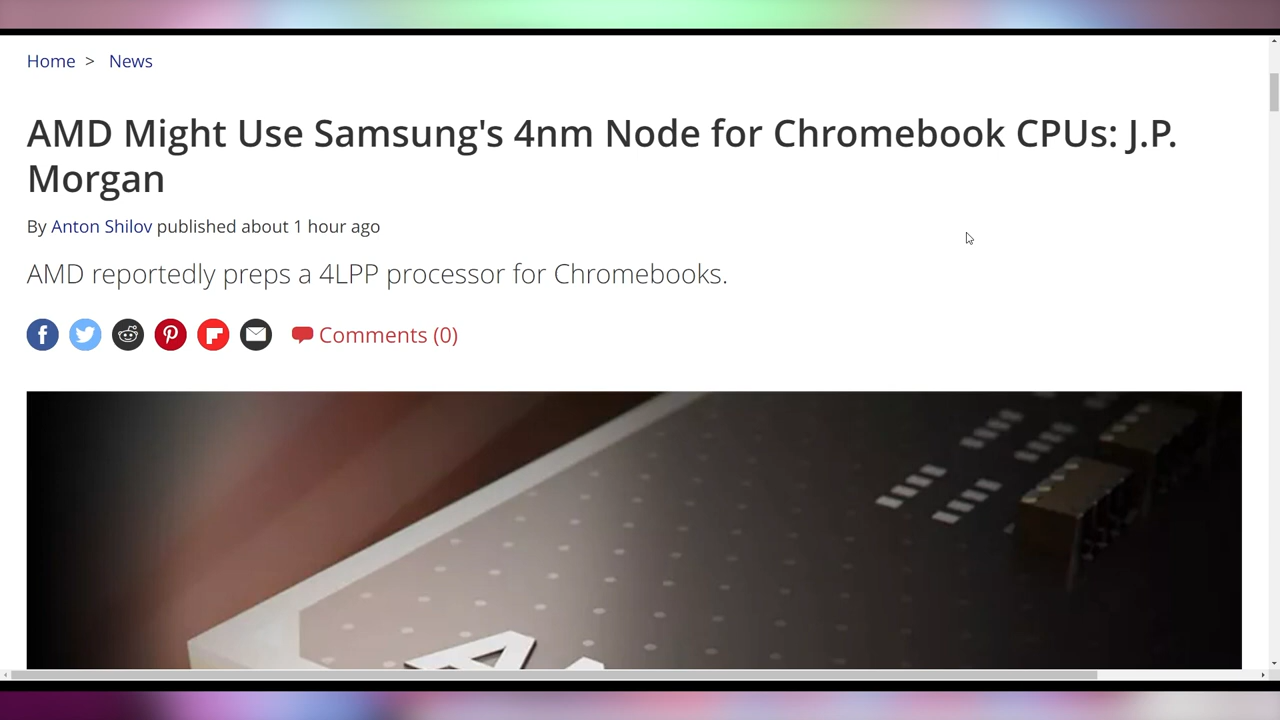 Home > News
AMD Might Use Samsung's 4nm Node for Chromebook CPUs: J.P.
Morgan
By Anton Shilov published about 1 hour ago
AMD reportedly preps a 4LPP processor for Chromebooks.
Comments (0)